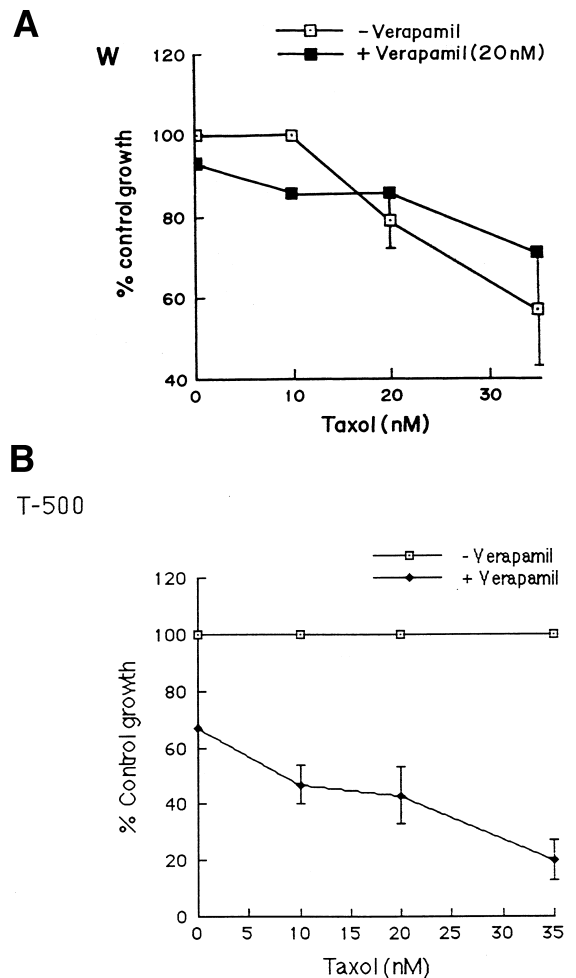 A
W
- Verapamil
+ Verapamil (20 nM)
120
100
80
60
40
% control growth
0 10 20 30
Taxol (nM)
B
T-500
- Verapamil
+ Verapamil
120
100
80
60
40
20
0
% Control growth
0 5 10 15 20 25 30 35
Taxol (nM)